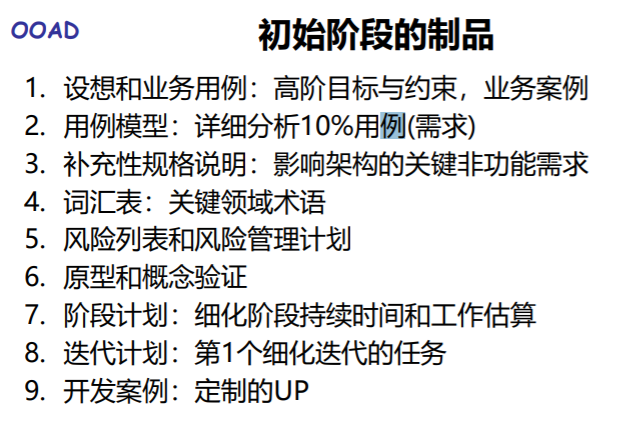 OOAD
初始阶段的制品
1. 设想和业务用例：高阶目标与约束，业务案例
2. 用例模型：详细分析10%用例(需求)
3. 补充性规格说明：影响架构的关键非功能需求
4. 词汇表：关键领域术语
5. 风险列表和风险管理计划
6. 原型和概念验证
7. 阶段计划：细化阶段持续时间和工作估算
8. 迭代计划：第1个细化迭代的任务
9. 开发案例：定制的UP